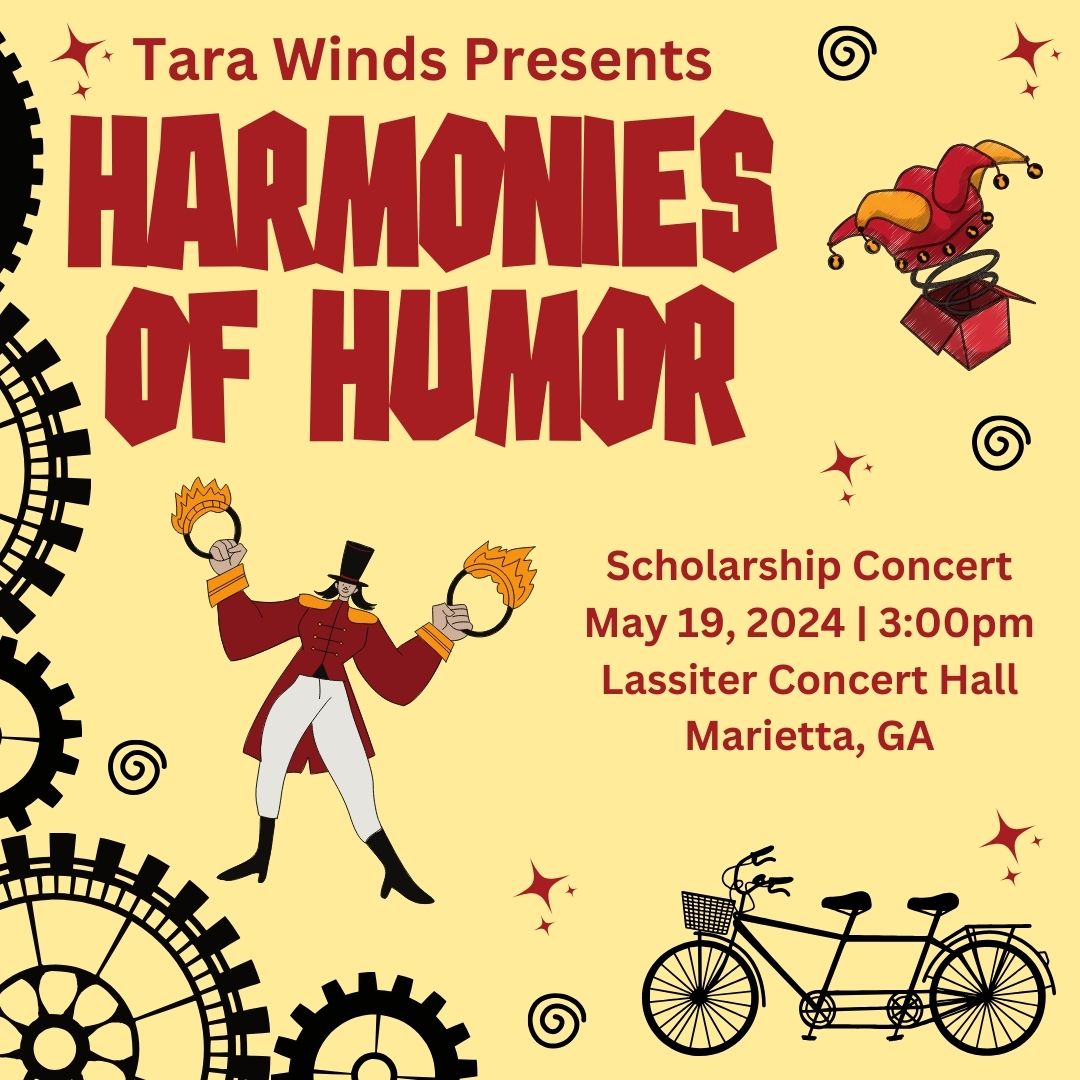 Tara Winds Presents
HARMONIES
OF HUMOR
Scholarship Concert
May 19, 2024 | 3:00pm
Lassiter Concert Hall
Marietta, GA